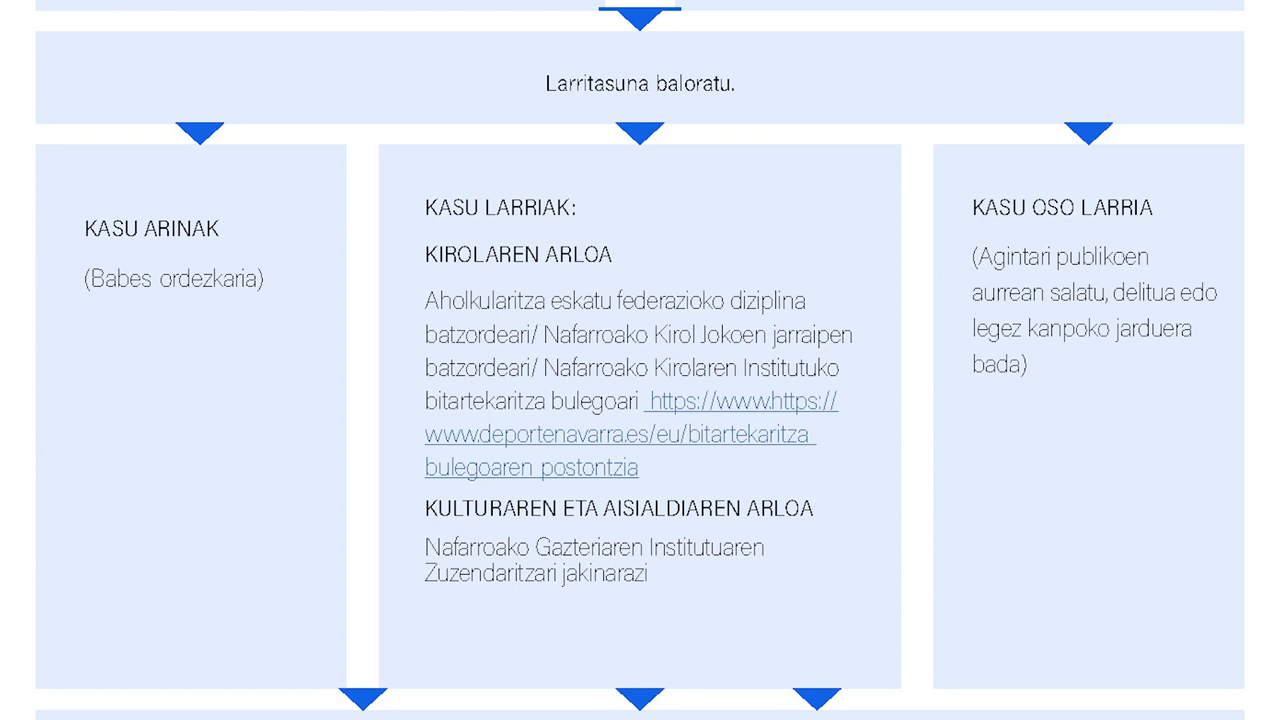 Larritasuna baloratu.
KASU ARINAK
(Babes ordezkaria)
KASU LARRIAK:
KIROLAREN ARLOA
Aholkularitza eskatu federazioko diziplina
batzordeari/ Nafarroako Kirol Jokoen jarraipen
batzordeari/ Nafarroako Kirolaren Institutuko
bitartekaritza bulegoari https://www.https://
www.deportenavarra.es/eu/bitartekaritza
bulegoaren postontzia
KULTURAREN ETA AISIALDIAREN ARLOA
Nafarroako Gazteriaren Institutuaren
Zuzendaritzari jakinarazi
KASU OSO LARRIA
(Agintari publikoen
aurrean salatu, delitua edo
legez kanpoko jarduera
bada)